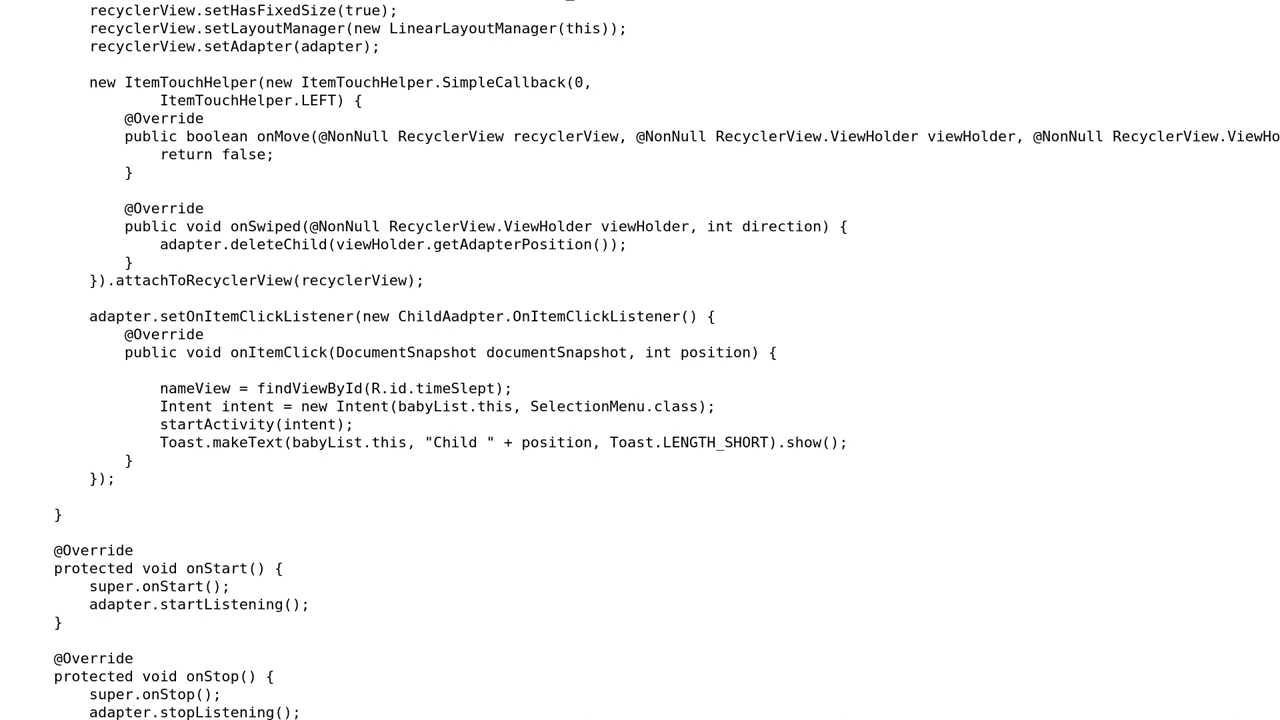 recyclerView.setHasFixedSize(true);
recyclerView.setLayoutManager(new LinearLayoutManager(this));
recyclerView.setAdapter(adapter);
new ItemTouchHelper(new ItemTouchHelper.SimpleCallback(0,
ItemTouchHelper.LEFT) {
@Override
public boolean onMove(@NonNull RecyclerView recyclerView, @NonNull RecyclerView.ViewHolder viewHolder, @NonNull RecyclerView.ViewHo
return false;
}
@Override
public void onSwiped(@NonNull RecyclerView.ViewHolder viewHolder, int direction) {
adapter.deleteChild(viewHolder.getAdapterPosition());
}
}).attachToRecyclerView(recyclerView);
adapter.setOnItemClickListener(new ChildAadpter.OnItemClickListener() {
@Override
public void onItemClick(DocumentSnapshot documentSnapshot, int position) {
nameView = findViewById(R.id.timeSlept);
Intent intent = new Intent(babyList.this, SelectionMenu.class);
startActivity(intent);
Toast.makeText(babyList.this, "Child " + position, Toast.LENGTH_SHORT).show();
}
});
}
@Override
protected void onStart() {
super.onStart();
adapter.startListening();
}
@Override
protected void onStop() {
super.onStop();
adapter.stopListening();